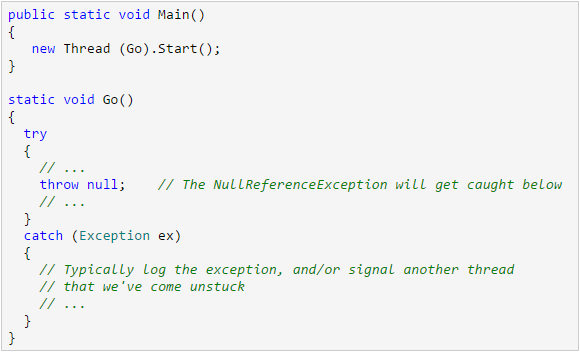 public static void Main()
{
   new Thread (Go).Start();
}

static void Go()
{
  try
  {
    // ...
    throw null;    // The NullReferenceException will get caught below
    // ...
  }
  catch (Exception ex)
  {
    // Typically log the exception, and/or signal another thread
    // that we've come unstuck
    // ...
  }
}